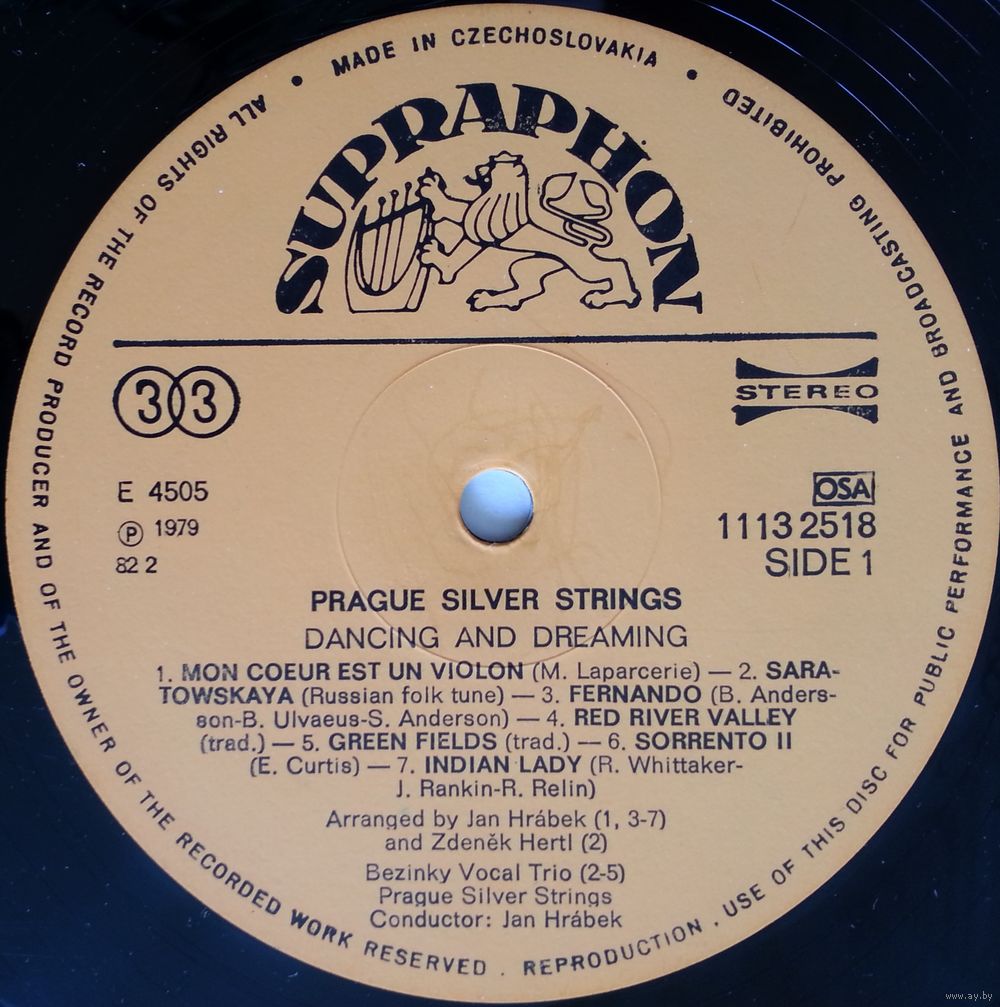 ALL RIGHTS OF THE RECORD PRODUCER AND OF THE OWNER OF THE RECORDED WORK RESERVED . REPRODUCTION . USE OF THIS DISC FOR PUBLIC PERFORMANCE AND BROADCASTING PROHIBITED
• MADE IN CZECHOSLOVAKIA •
SUPRAPHON
33
STEREO
E 4505
Ⓟ 1979
82 2
OSA
1113 2518
SIDE 1
PRAGUE SILVER STRINGS
DANCING AND DREAMING
1. MON COEUR EST UN VIOLON (M. Laparcerie) — 2. SARA-
TOWSKAYA (Russian folk tune) — 3. FERNANDO (B. Anders-
son-B. Ulvaeus-S. Anderson) — 4. RED RIVER VALLEY
(trad.) — 5. GREEN FIELDS (trad.) — 6. SORRENTO II
(E. Curtis) — 7. INDIAN LADY (R. Whittaker-
J. Rankin-R. Relin)
Arranged by Jan Hrábek (1, 3-7)
and Zdeněk Hertl (2)
Bezinky Vocal Trio (2-5)
Prague Silver Strings
Conductor: Jan Hrábek
www.ay.by